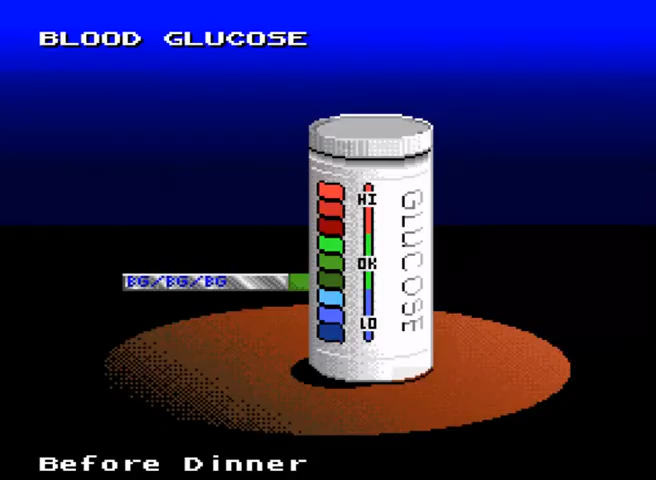 BLOOD GLUCOSE
HI
OK
LO
GLUCOSE
BG/BG/BG
Before Dinner